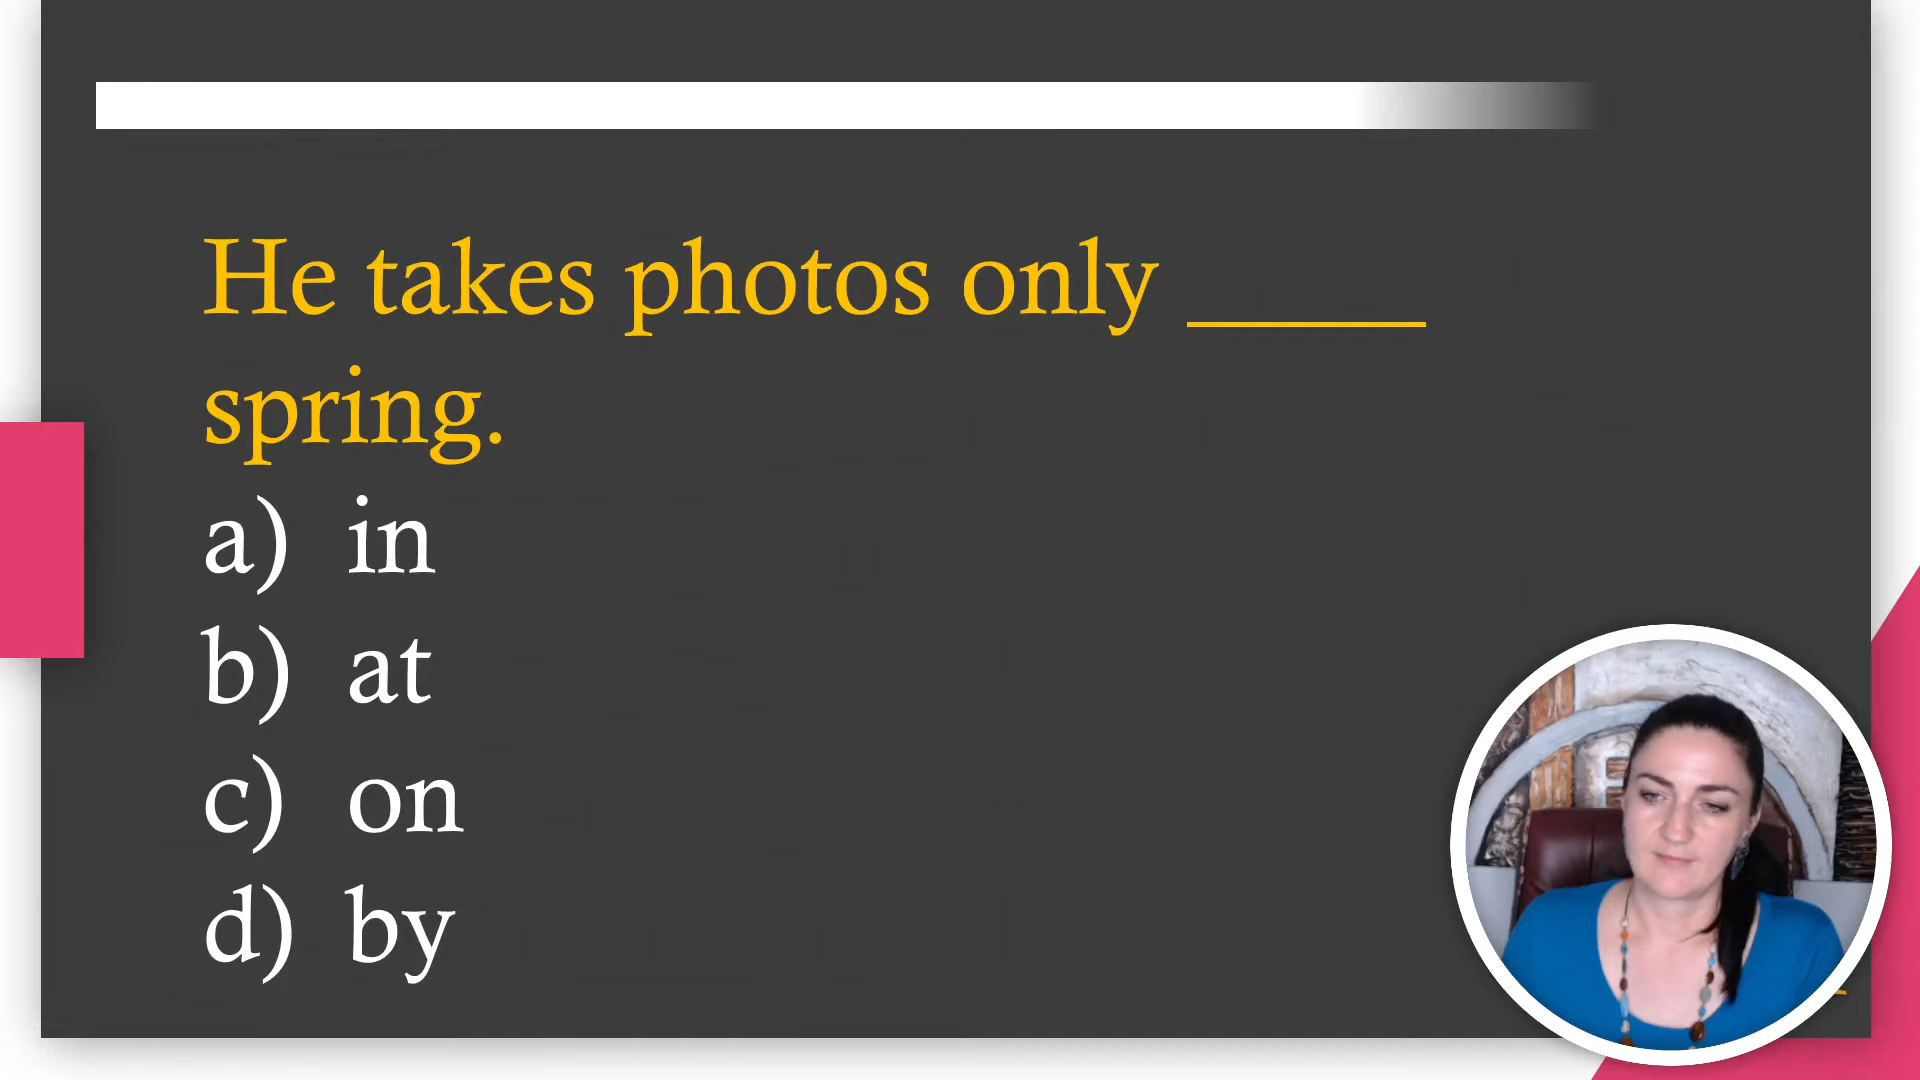 He takes photos only _____
spring.
a) in
b) at
c) on
d) by